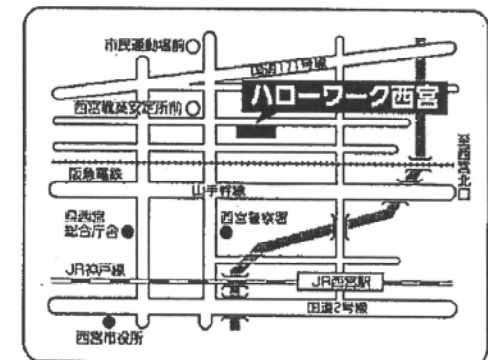 市民運動場前
国道171号線
ハローワーク西宮
西宮職業安定所前
至西宮北口
阪急電鉄
山手幹線
県西宮
総合庁舎
西宮警察署
JR神戸線
JR西宮駅
国道2号線
西宮市役所